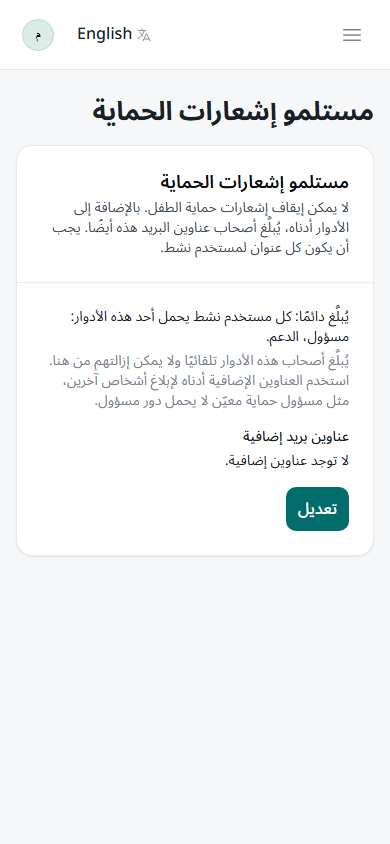 م
English
مستلمو إشعارات الحماية
مستلمو إشعارات الحماية
لا يمكن إيقاف إشعارات حماية الطفل. بالإضافة إلى
الأدوار أدناه، يُبلَّغ أصحاب عناوين البريد هذه أيضًا. يجب
أن يكون كل عنوان لمستخدم نشط.
يُبلَّغ دائمًا: كل مستخدم نشط يحمل أحد هذه الأدوار:
مسؤول، الدعم.
يُبلَّغ أصحاب هذه الأدوار تلقائيًا ولا يمكن إزالتهم من هنا.
استخدم العناوين الإضافية أدناه لإبلاغ أشخاص آخرين،
مثل مسؤول حماية معيّن لا يحمل دور مسؤول.
عناوين بريد إضافية
لا توجد عناوين إضافية.
تعديل